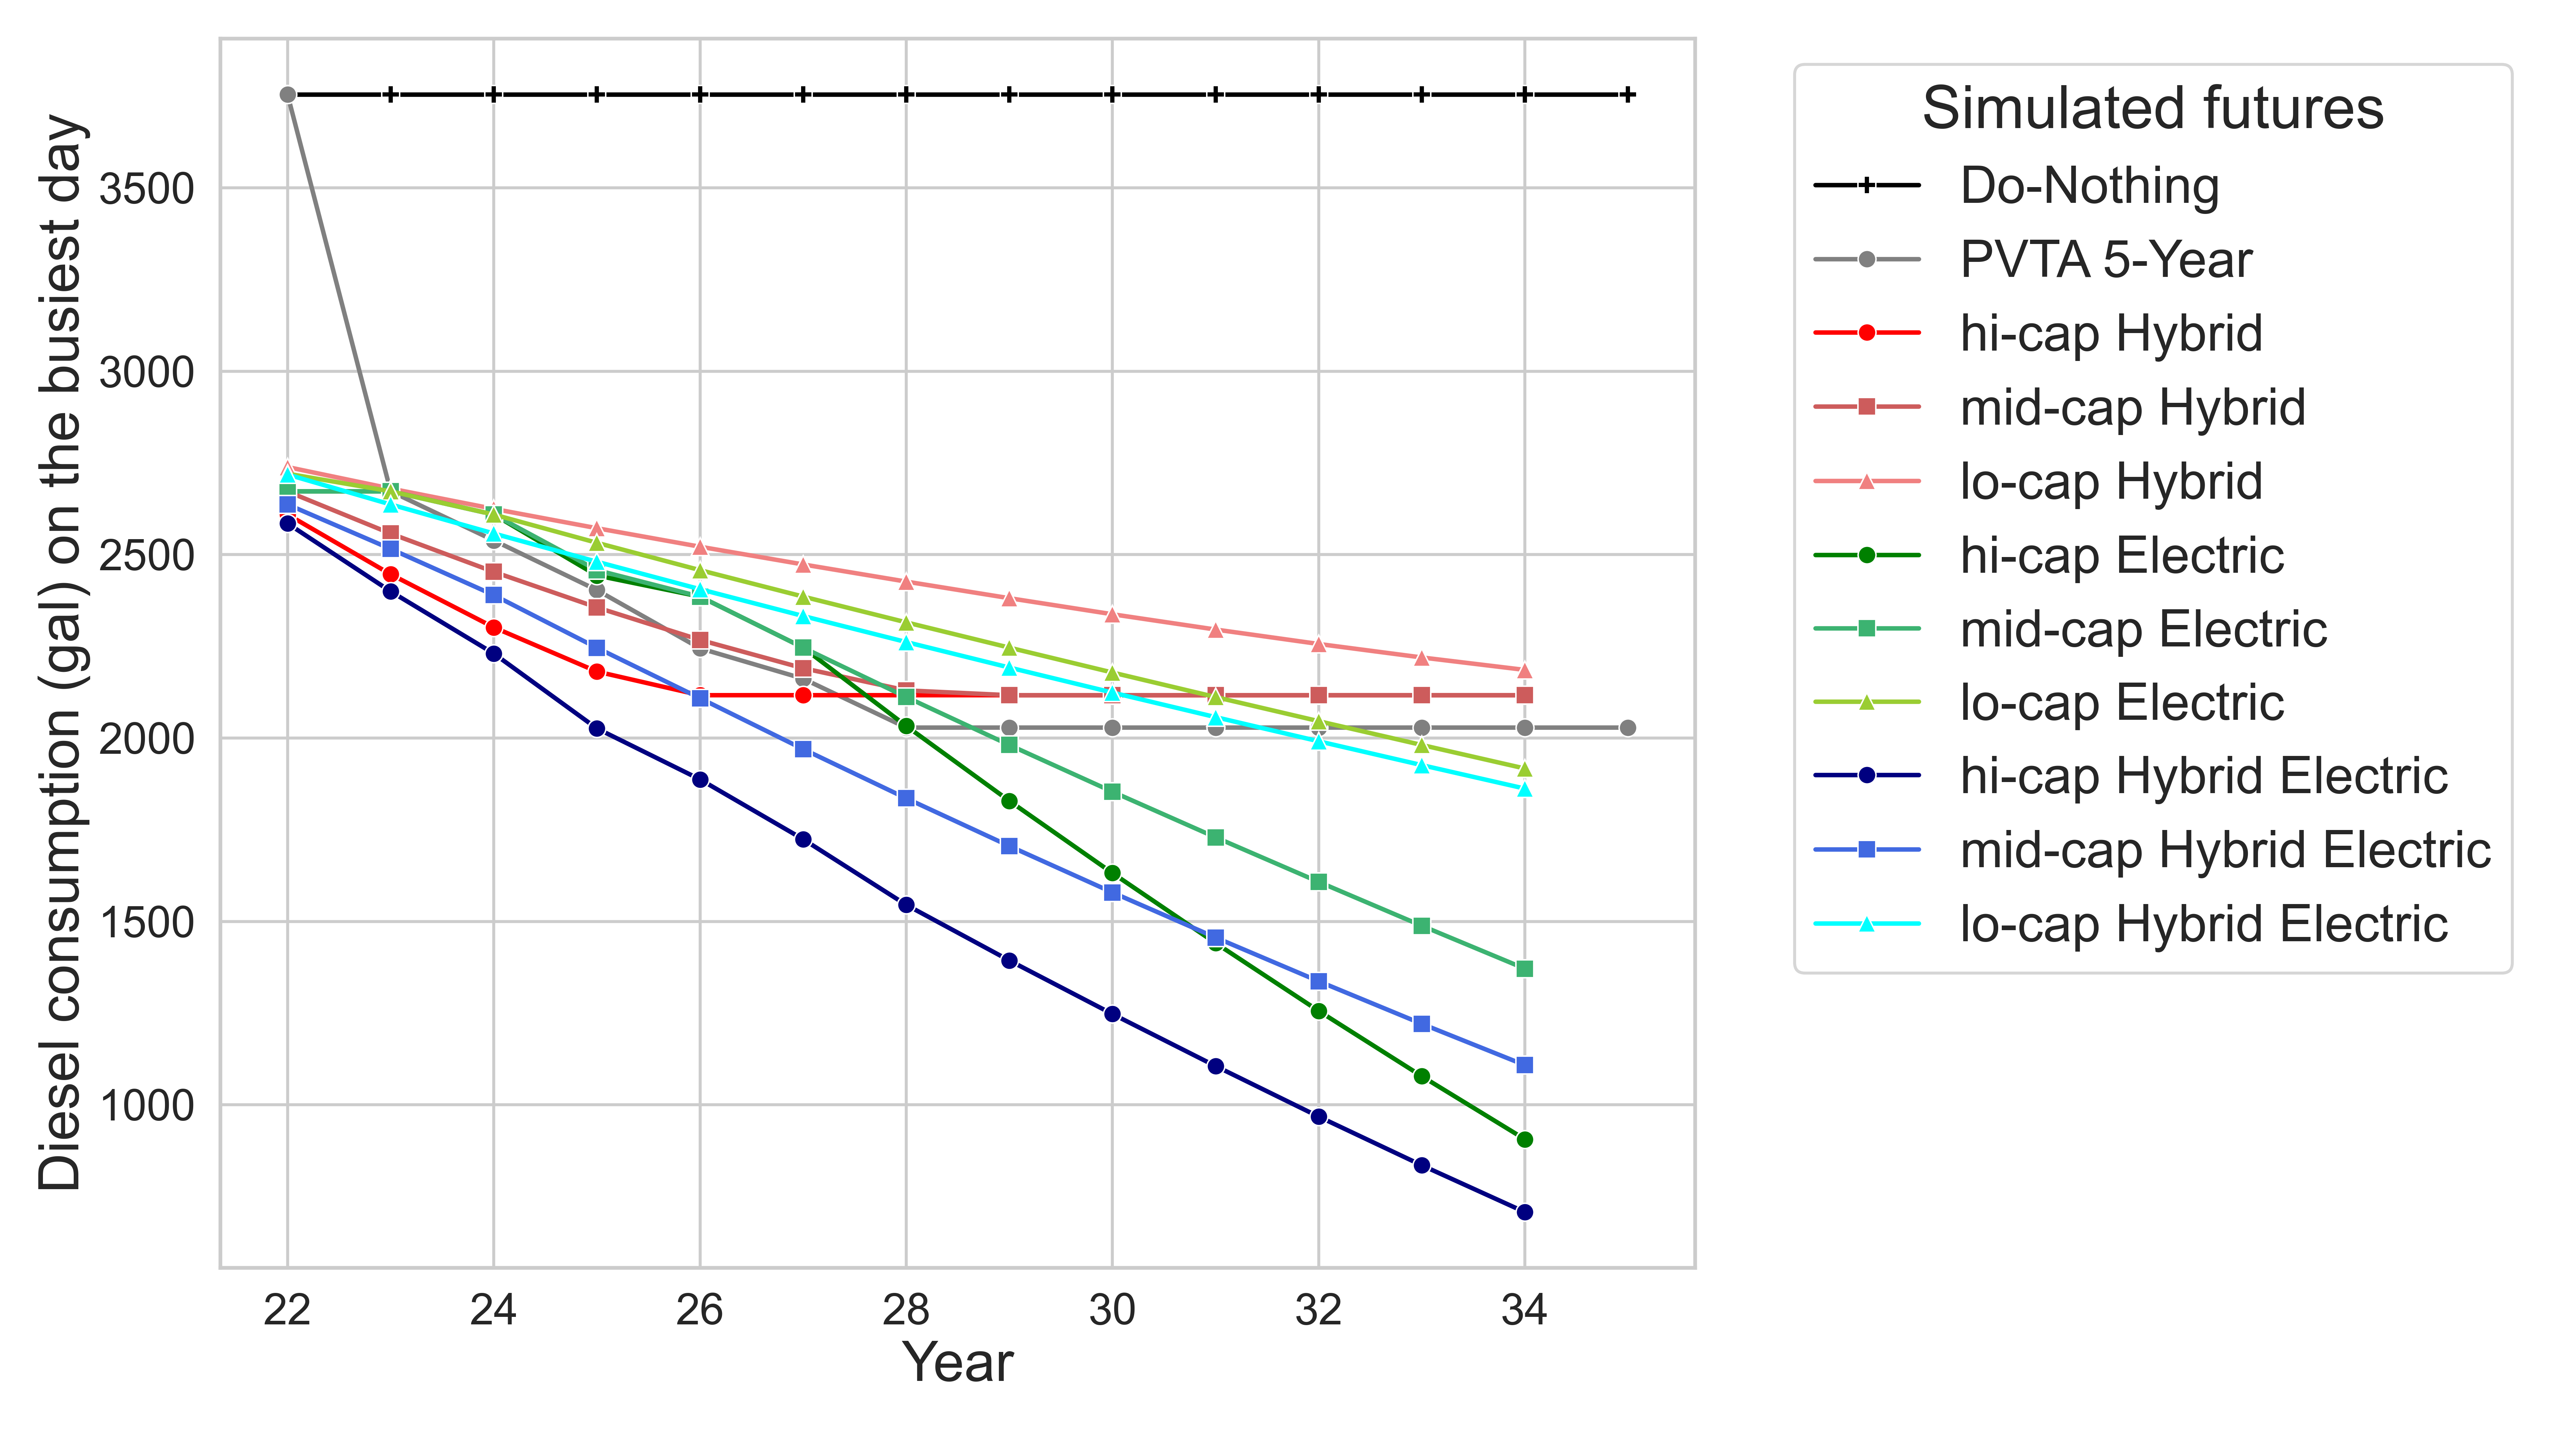 Diesel consumption (gal) on the busiest day
3500
3000
2500
2000
1500
1000
22 24 26 28 30 32 34
Year
Simulated futures
Do-Nothing
PVTA 5-Year
hi-cap Hybrid
mid-cap Hybrid
lo-cap Hybrid
hi-cap Electric
mid-cap Electric
lo-cap Electric
hi-cap Hybrid Electric
mid-cap Hybrid Electric
lo-cap Hybrid Electric